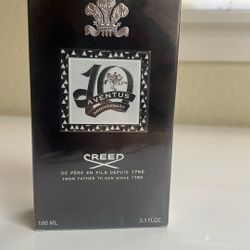 10
AVENTUS
ANNIVERSARY
CREED
DE PÈRE EN FILS DEPUIS 1760
FROM FATHER TO SON SINCE 1760
100 ML 3.3 FL.OZ.